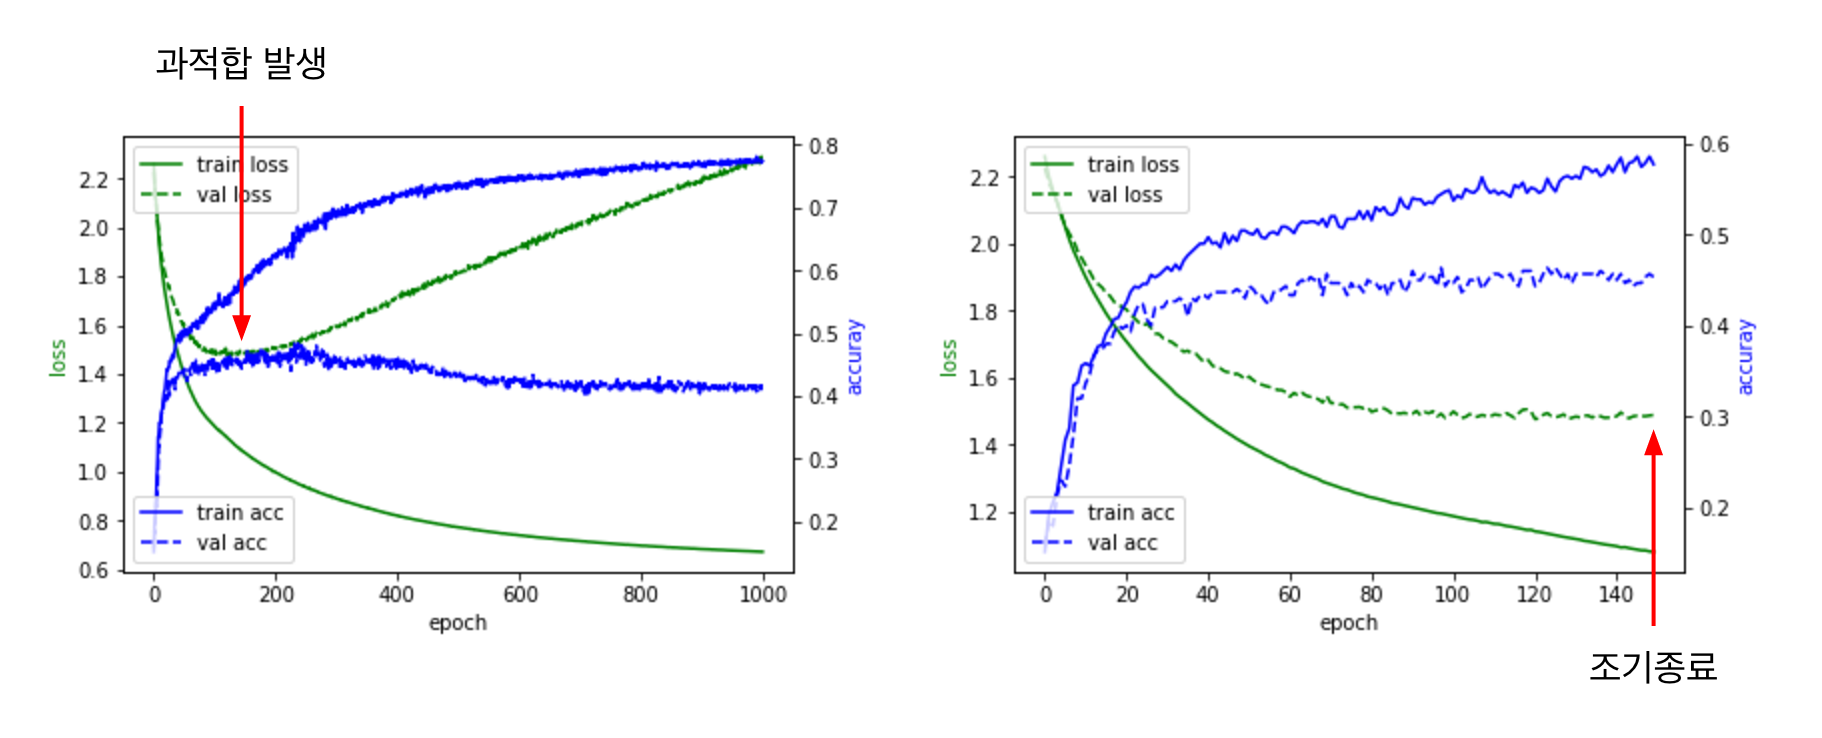 과적합 발생
train loss
val loss
train acc
val acc
2.2
2.0
1.8
1.6
1.4
1.2
1.0
0.8
0.6
loss
0.8
0.7
0.6
0.5
0.4
0.3
0.2
accuray
0 200 400 600 800 1000
epoch
train loss
val loss
train acc
val acc
2.2
2.0
1.8
1.6
1.4
1.2
loss
0.6
0.5
0.4
0.3
0.2
accuray
0 20 40 60 80 100 120 140
epoch
조기종료